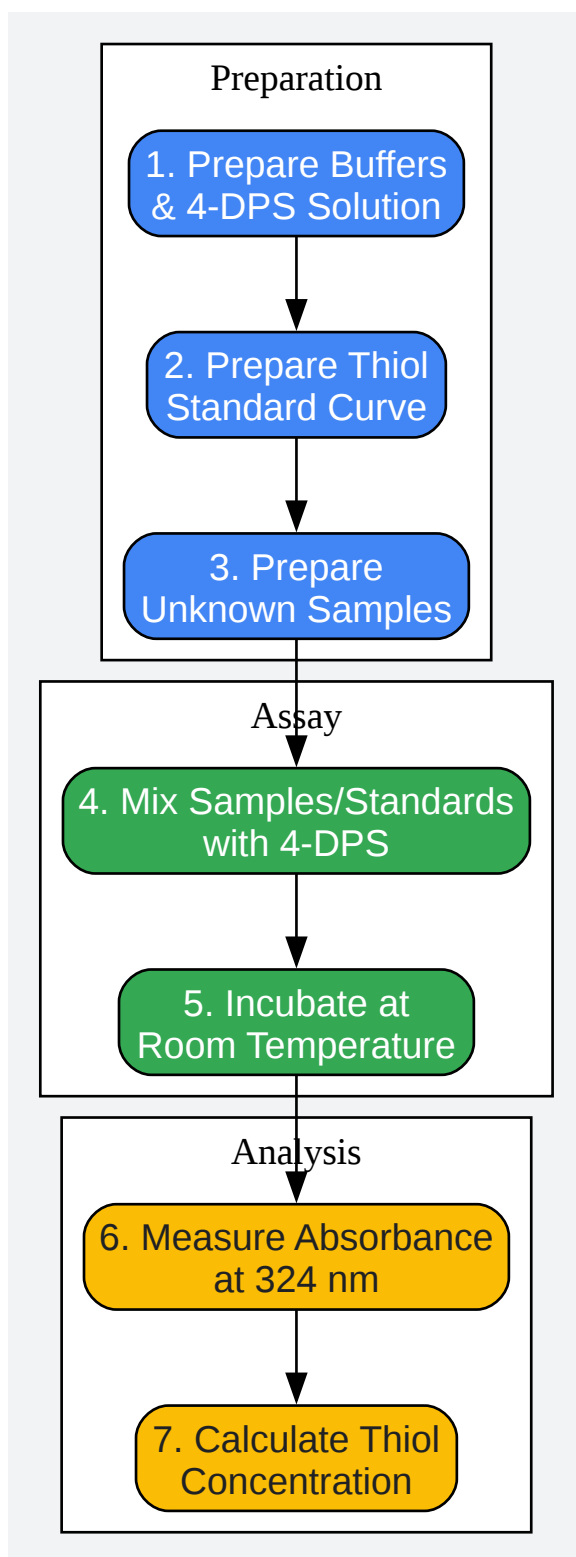 Preparation
1. Prepare Buffers
& 4-DPS Solution
2. Prepare Thiol
Standard Curve
3. Prepare
Unknown Samples
Assay
4. Mix Samples/Standards
with 4-DPS
5. Incubate at
Room Temperature
Analysis
6. Measure Absorbance
at 324 nm
7. Calculate Thiol
Concentration